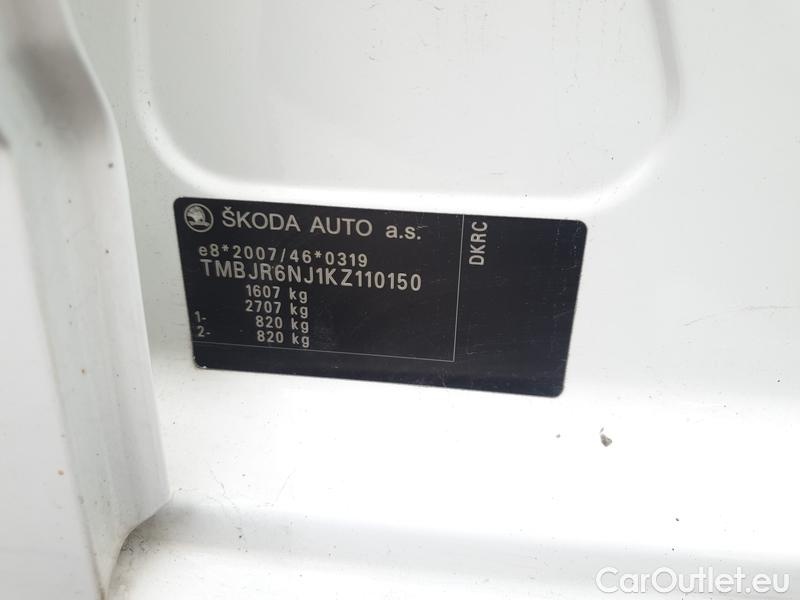 ŠKODA AUTO a.s.
e8*2007/46*0319
TMBJR6NJ1KZ110150
1607 kg
2707 kg
1- 820 kg
2- 820 kg
DKRC
CarOutlet.eu